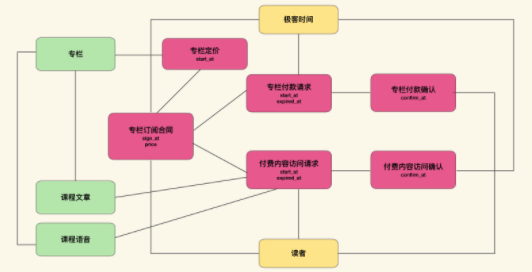 极客时间
专栏
专栏定价
start_at
专栏付款请求
start_at
expired_at
专栏付款确认
confirm_at
专栏订阅合同
sign_at
price
付费内容访问请求
start_at
expired_at
付费内容访问确认
confirm_at
课程文章
课程语音
读者